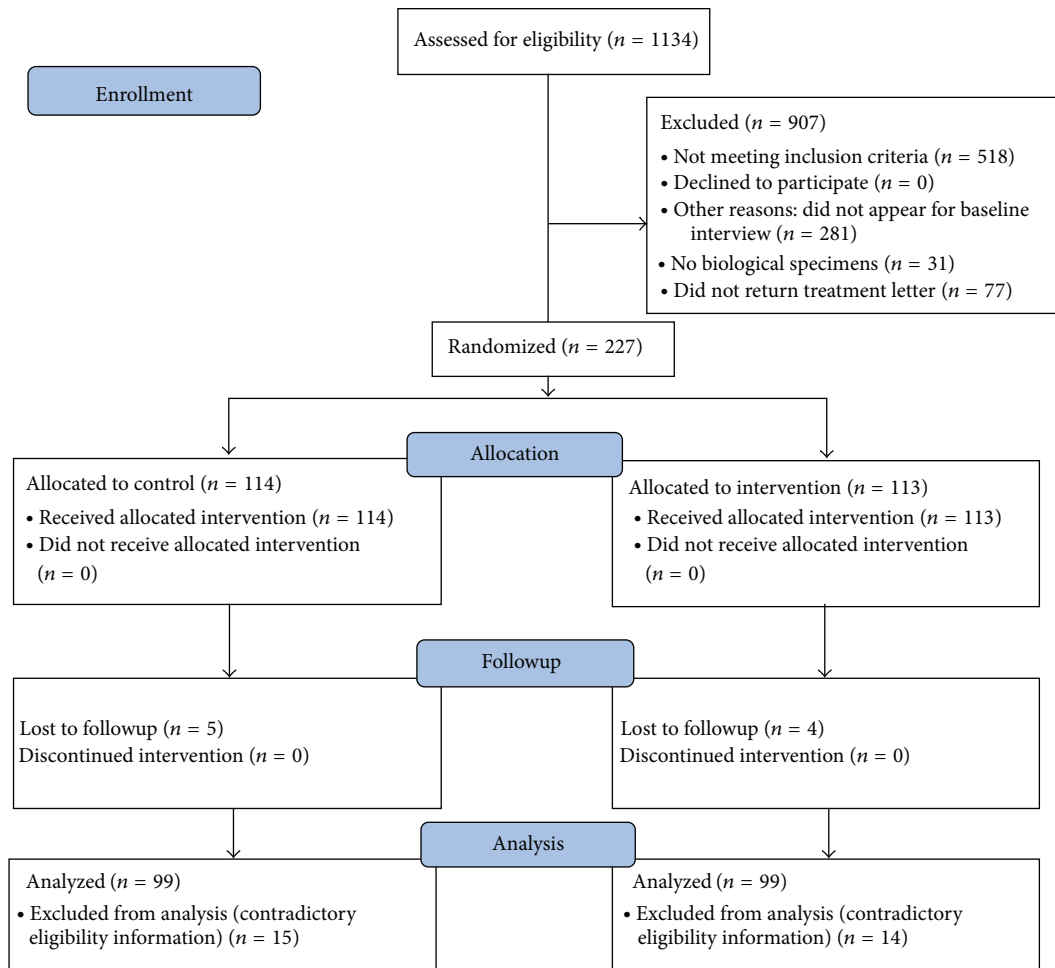 Assessed for eligibility (n = 1134)
Enrollment
Excluded (n = 907)
• Not meeting inclusion criteria (n = 518)
• Declined to participate (n = 0)
• Other reasons: did not appear for baseline
interview (n = 281)
• No biological specimens (n = 31)
• Did not return treatment letter (n = 77)
Randomized (n = 227)
Allocation
Allocated to control (n = 114)
• Received allocated intervention (n = 114)
• Did not receive allocated intervention
(n = 0)
Allocated to intervention (n = 113)
• Received allocated intervention (n = 113)
• Did not receive allocated intervention
(n = 0)
Followup
Lost to followup (n = 5)
Discontinued intervention (n = 0)
Lost to followup (n = 4)
Discontinued intervention (n = 0)
Analysis
Analyzed (n = 99)
• Excluded from analysis (contradictory
eligibility information) (n = 15)
Analyzed (n = 99)
• Excluded from analysis (contradictory
eligibility information) (n = 14)